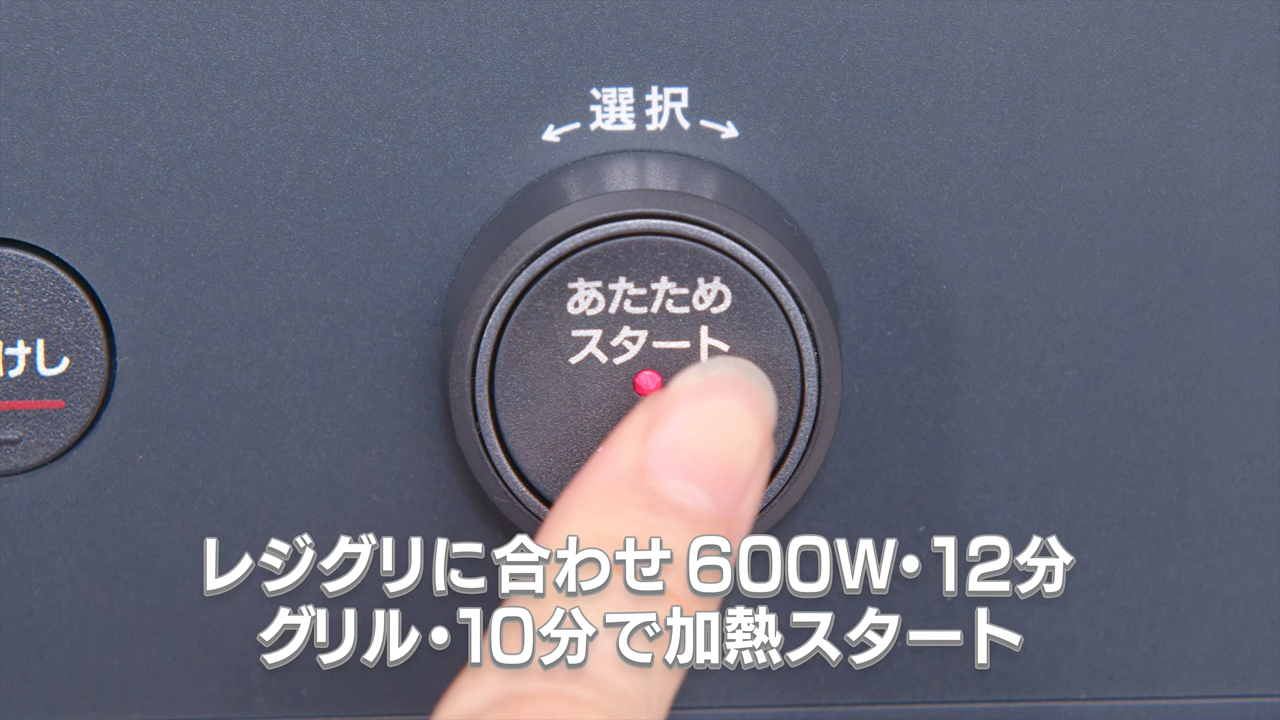 選択
あたため
スタート
けし
レジグリに合わせ 600W・12分
グリル・10分で加熱スタート